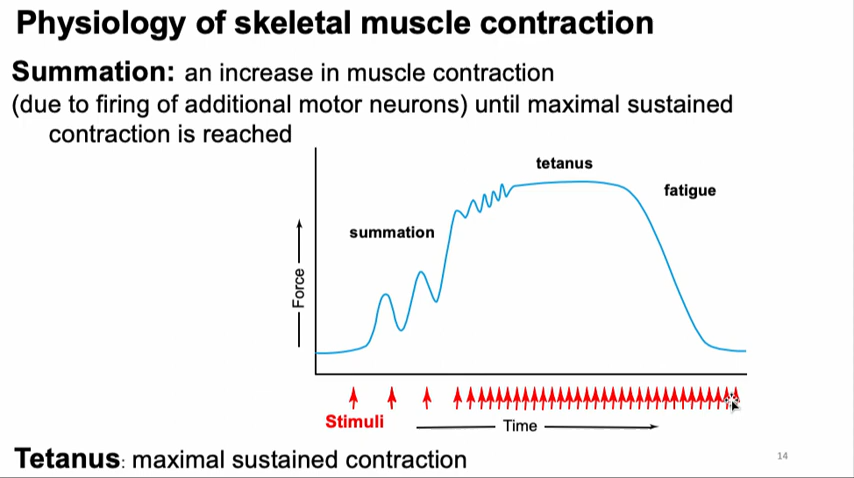 Physiology of skeletal muscle contraction
Summation: an increase in muscle contraction
(due to firing of additional motor neurons) until maximal sustained
contraction is reached
tetanus
fatigue
summation
Force
Stimuli
Time
Tetanus: maximal sustained contraction
14